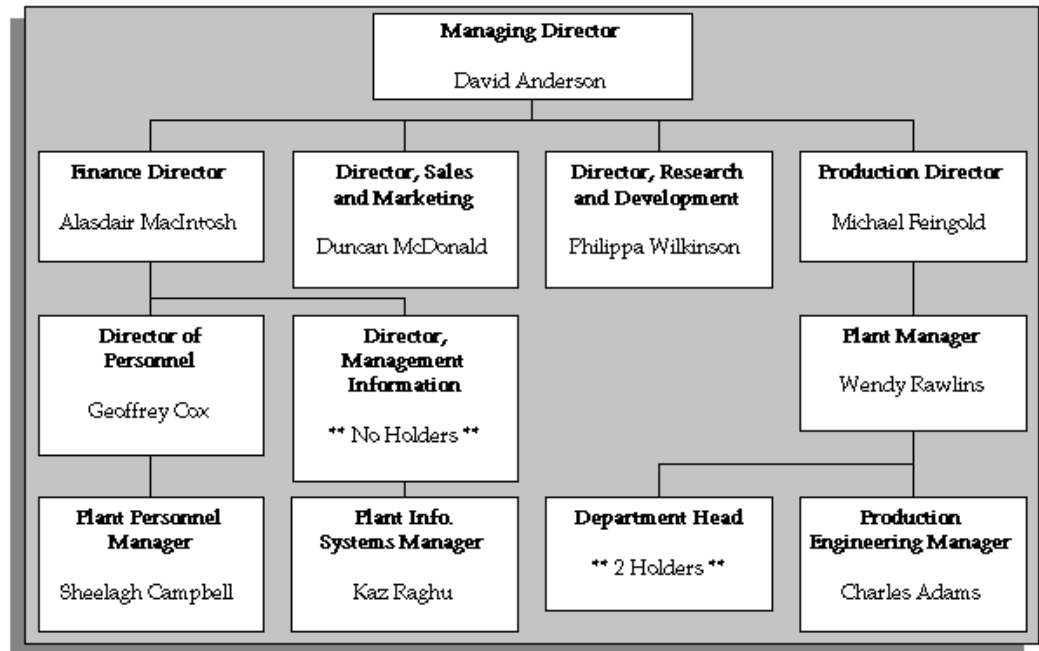 Managing Director
David Anderson
Finance Director
Alasdair MacIntosh
Director, Sales
and Marketing
Duncan McDonald
Director, Research
and Development
Philippa Wilkinson
Production Director
Michael Feingold
Director of
Personnel
Geoffrey Cox
Director,
Management
Information
** No Holders **
Plant Manager
Wendy Rawlins
Plant Personnel
Manager
Sheelagh Campbell
Plant Info.
Systems Manager
Kaz Raghu
Department Head
** 2 Holders **
Production
Engineering Manager
Charles Adams